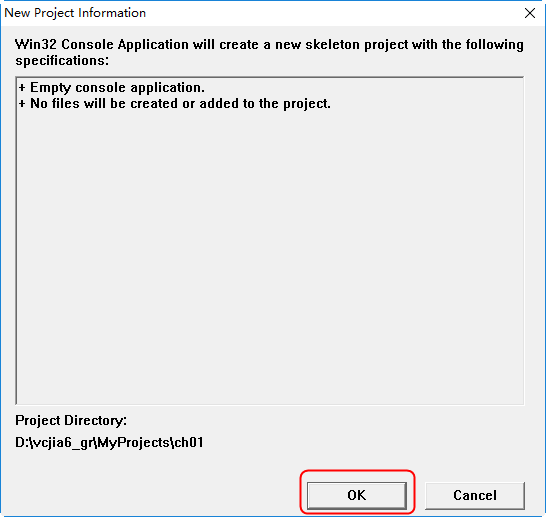 New Project Information
Win32 Console Application will create a new skeleton project with the following
specifications:
+ Empty console application.
+ No files will be created or added to the project.
Project Directory:
D:\vcjia6_gr\MyProjects\ch01
OK
Cancel